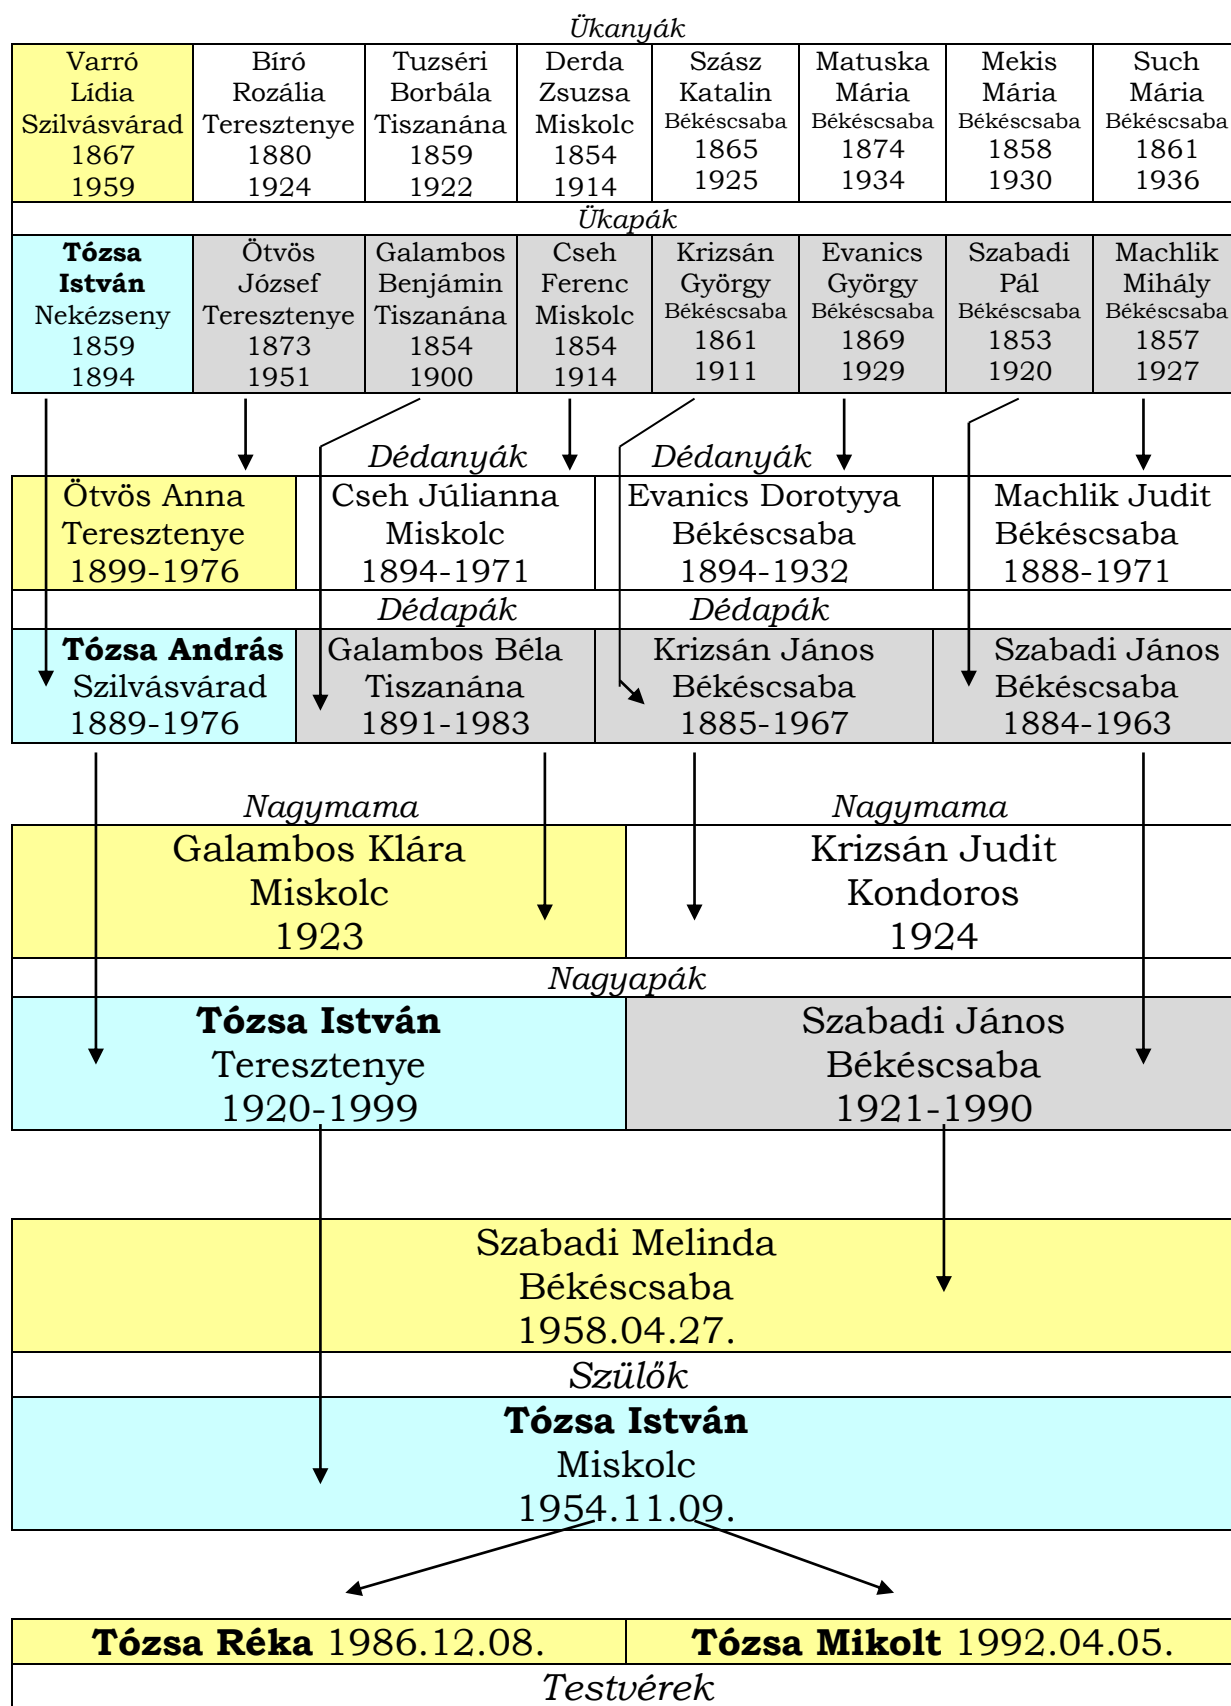 Ükanyák
Varró Bíró Tuzséri Derda Szász Matuska Mekis Such
Lídia Rozália Borbála Zsuzsa Katalin Mária Mária Mária
Szilvásvárad Teresztenye Tiszanána Miskolc Békéscsaba Békéscsaba Békéscsaba Békéscsaba
1867 1880 1859 1854 1865 1874 1858 1861
1959 1924 1922 1914 1925 1934 1930 1936
Ükapák
Tózsa Ötvös Galambos Cseh Krizsán Evanics Szabadi Machlik
István József Benjámin Ferenc György György Pál Mihály
Nekézseny Teresztenye Tiszanána Miskolc Békéscsaba Békéscsaba Békéscsaba Békéscsaba
1859 1873 1854 1854 1861 1869 1853 1857
1894 1951 1900 1914 1911 1929 1920 1927
Dédanyák Dédanyák
Ötvös Anna Cseh Júlianna Evanics Dorotyya Machlik Judit
Teresztenye Miskolc Békéscsaba Békéscsaba
1899-1976 1894-1971 1894-1932 1888-1971
Dédapák Dédapák
Tózsa András Galambos Béla Krizsán János Szabadi János
Szilvásvárad Tiszanána Békéscsaba Békéscsaba
1889-1976 1891-1983 1885-1967 1884-1963
Nagymama Nagymama
Galambos Klára Krizsán Judit
Miskolc Kondoros
1923 1924
Nagyapák
Tózsa István Szabadi János
Teresztenye Békéscsaba
1920-1999 1921-1990
Szabadi Melinda
Békéscsaba
1958.04.27.
Szülők
Tózsa István
Miskolc
1954.11.09.
Tózsa Réka 1986.12.08. Tózsa Mikolt 1992.04.05.
Testvérek